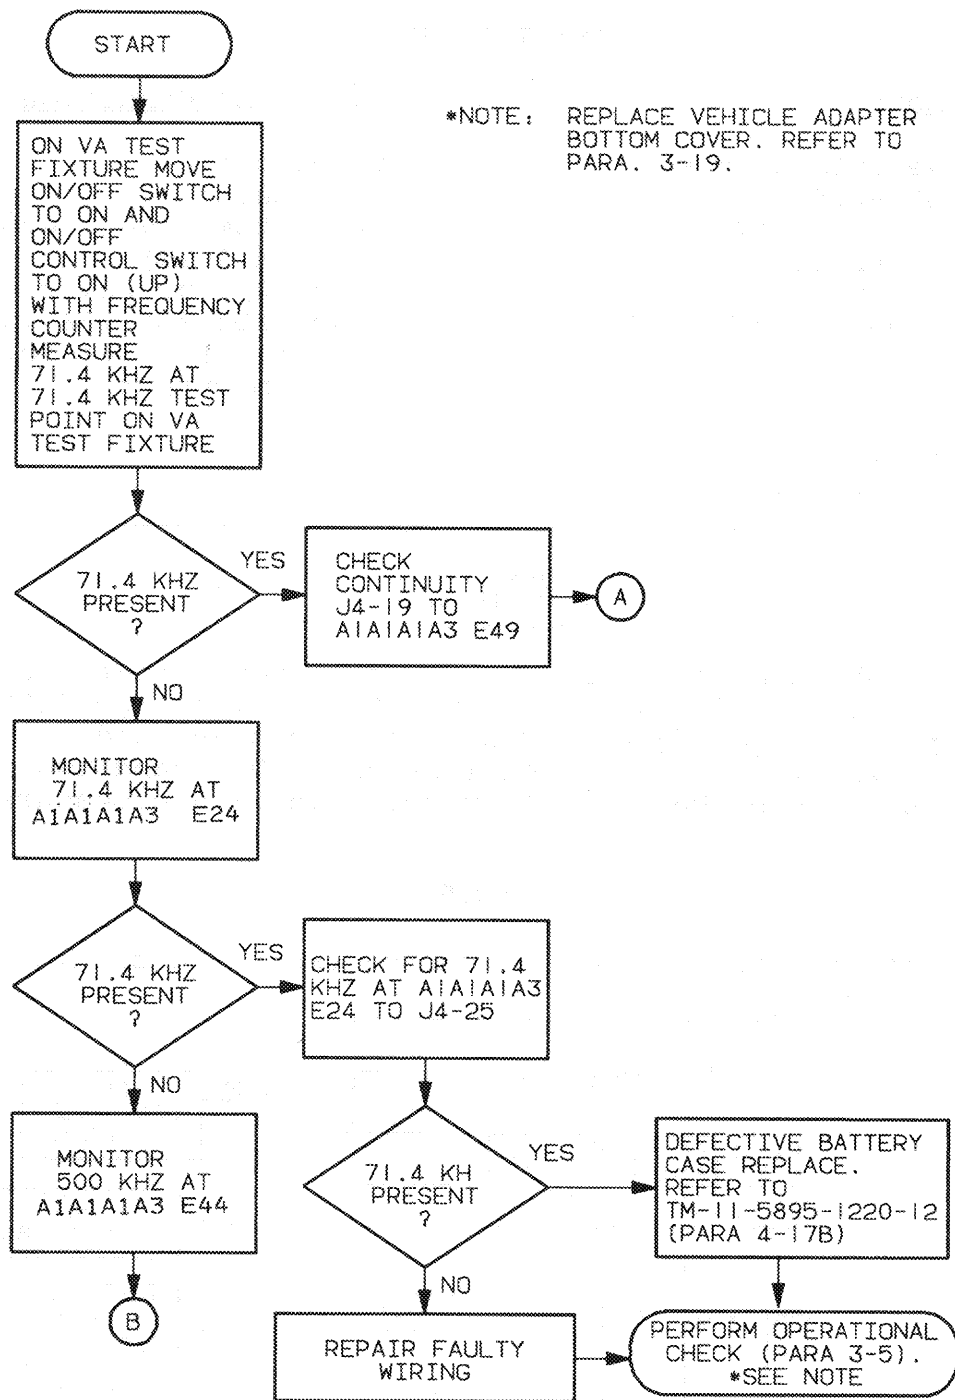 START
*NOTE: REPLACE VEHICLE ADAPTER
BOTTOM COVER. REFER TO
PARA. 3-19.
ON VA TEST
FIXTURE MOVE
ON/OFF SWITCH
TO ON AND
ON/OFF
CONTROL SWITCH
TO ON (UP)
WITH FREQUENCY
COUNTER
MEASURE
71.4 KHZ AT
71.4 KHZ TEST
POINT ON VA
TEST FIXTURE
71.4 KHZ
PRESENT
?
YES
CHECK
CONTINUITY
J4-19 TO
A1A1A1A3 E49
A
NO
MONITOR
71.4 KHZ AT
A1A1A1A3 E24
71.4 KHZ
PRESENT
?
YES
CHECK FOR 71.4
KHZ AT A1A1A1A3
E24 TO J4-25
NO
MONITOR
500 KHZ AT
A1A1A1A3 E44
B
71.4 KH
PRESENT
?
YES
DEFECTIVE BATTERY
CASE REPLACE.
REFER TO
TM-11-5895-1220-12
(PARA 4-17B)
NO
REPAIR FAULTY
WIRING
PERFORM OPERATIONAL
CHECK (PARA 3-5).
*SEE NOTE